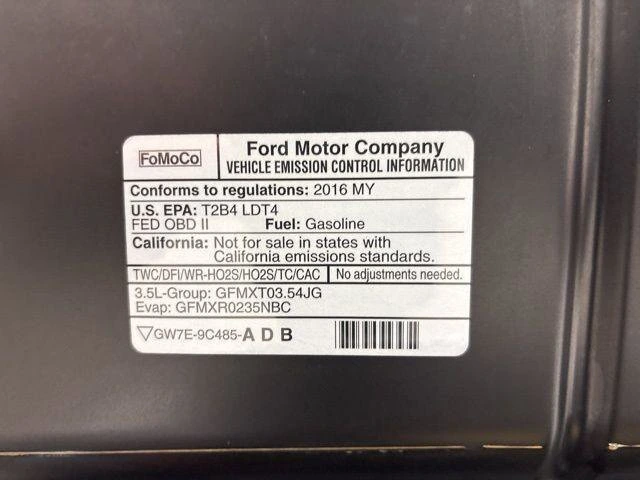 FoMoCo
Ford Motor Company
VEHICLE EMISSION CONTROL INFORMATION
Conforms to regulations: 2016 MY
U.S. EPA: T2B4 LDT4
FED OBD II Fuel: Gasoline
California: Not for sale in states with
California emissions standards.
TWC/DFI/WR-HO2S/HO2S/TC/CAC No adjustments needed.
3.5L-Group: GFMXT03.54JG
Evap: GFMXR0235NBC
GW7E-9C485-A D B